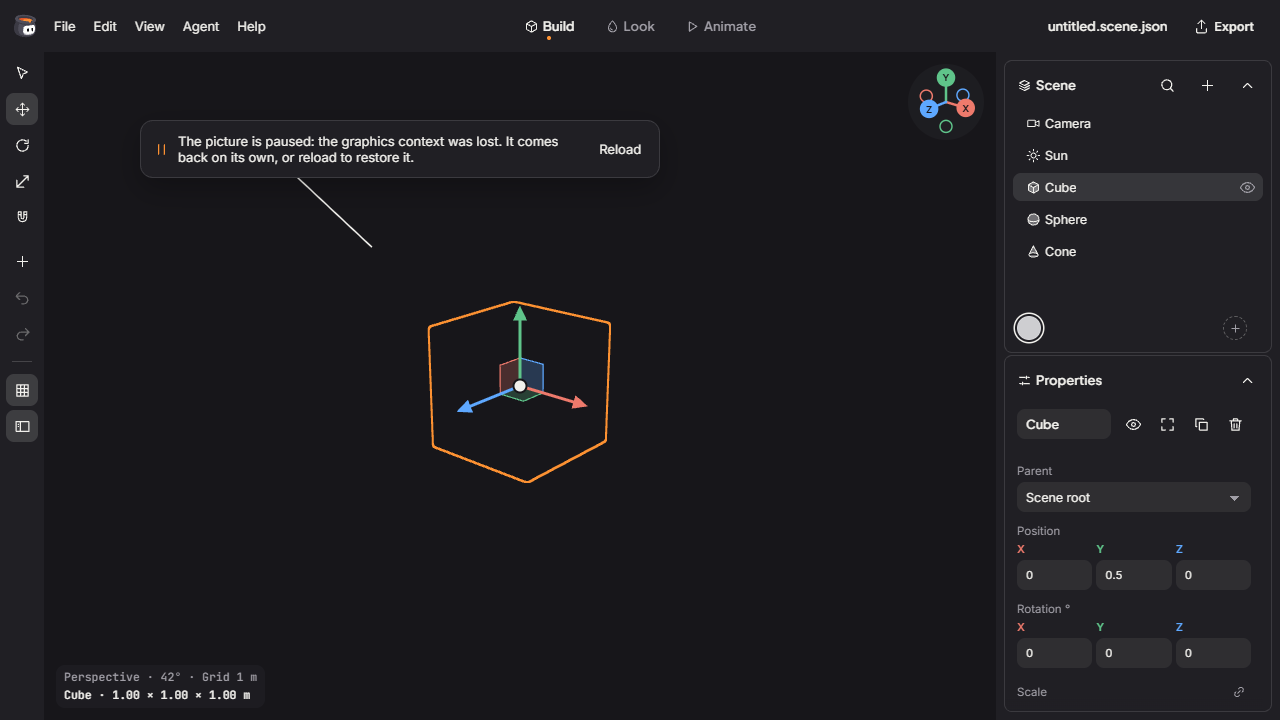 File Edit View Agent Help
Build Look Animate
untitled.scene.json Export
The picture is paused: the graphics context was lost. It comes
back on its own, or reload to restore it.
Reload
Y
Z X
Scene
Camera
Sun
Cube
Sphere
Cone
Properties
Cube
Parent
Scene root
Position
X Y Z
0 0.5 0
Rotation °
X Y Z
0 0 0
Scale
Perspective · 42° · Grid 1 m
Cube · 1.00 × 1.00 × 1.00 m